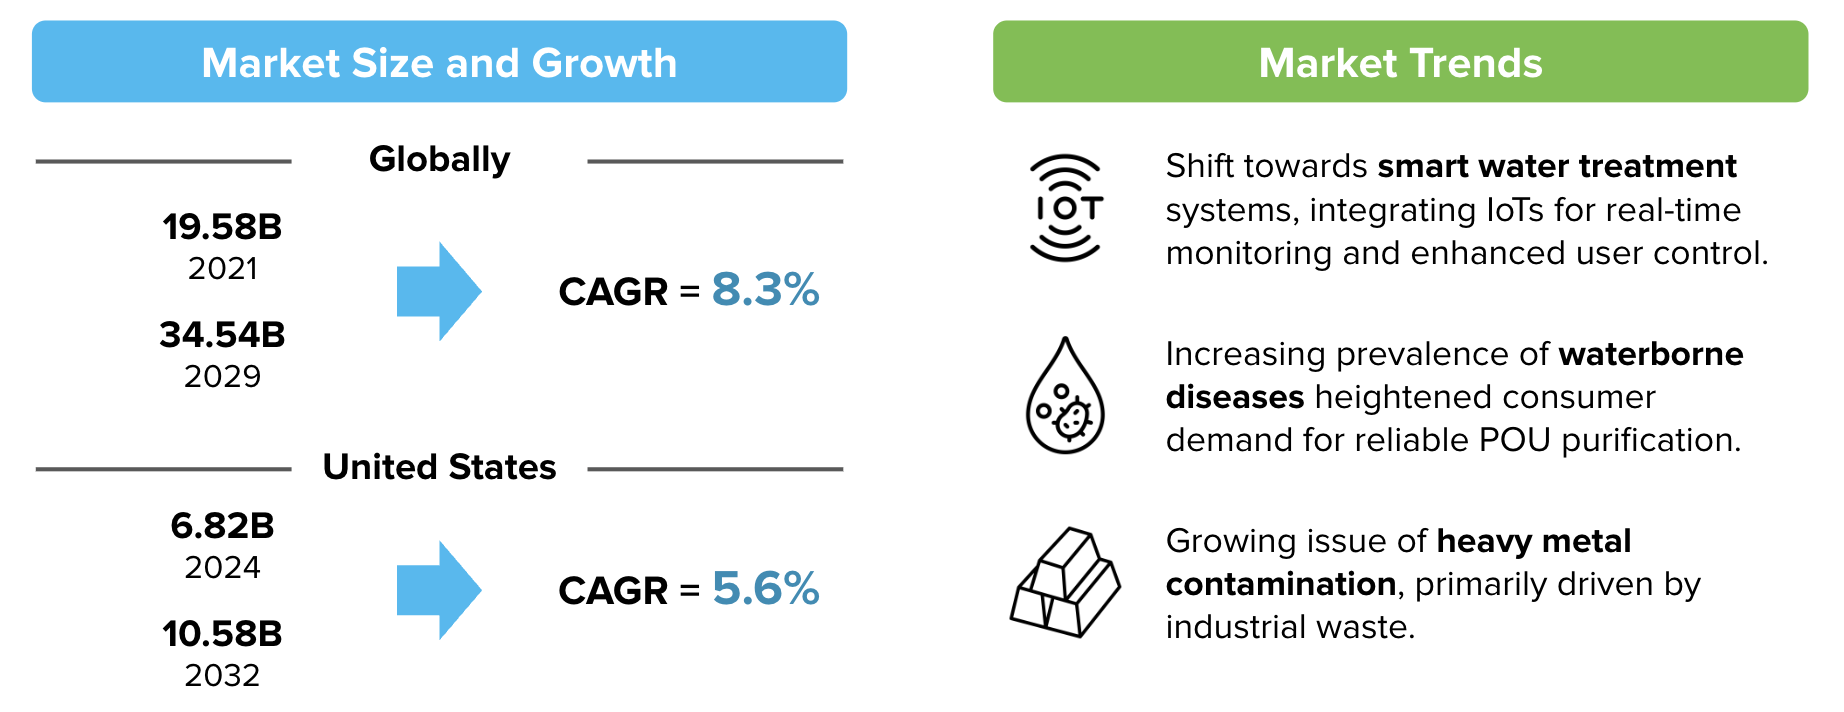 Market Size and Growth
Globally
19.58B
2021
34.54B
2029
CAGR = 8.3%
United States
6.82B
2024
10.58B
2032
CAGR = 5.6%
Market Trends
IOT
Shift towards smart water treatment
systems, integrating IoTs for real-time
monitoring and enhanced user control.
Increasing prevalence of waterborne
diseases heightened consumer
demand for reliable POU purification.
Growing issue of heavy metal
contamination, primarily driven by
industrial waste.